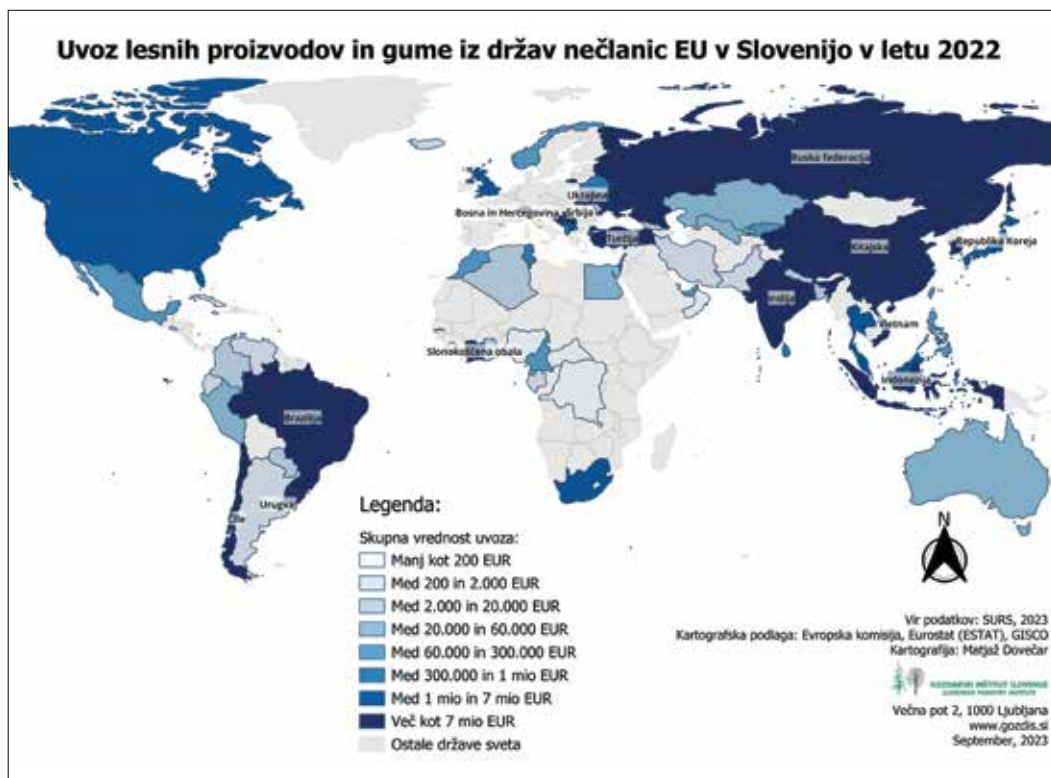 Uvoz lesnih proizvodov in gume iz držav nečlanic EU v Slovenijo v letu 2022
Ruska federacija
Ukrajina
Bosna in Hercegovina
Srbija
Turčija
Kitajska
Republika Koreja
Indija
Vietnam
Slonokoščena obala
Indonezija
Brazilija
Urugvaj
Čile
Legenda:
Skupna vrednost uvoza:
Manj kot 200 EUR
Med 200 in 2.000 EUR
Med 2.000 in 20.000 EUR
Med 20.000 in 60.000 EUR
Med 60.000 in 300.000 EUR
Med 300.000 in 1 mio EUR
Med 1 mio in 7 mio EUR
Več kot 7 mio EUR
Ostale države sveta
N
Vir podatkov: SURS, 2023
Kartografska podlaga: Evropska komisija, Eurostat (ESTAT), GISCO
Kartografija: Matjaž Dovečar
GOZDARSKI INŠTITUT SLOVENIJE
SLOVENIAN FORESTRY INSTITUTE
Večna pot 2, 1000 Ljubljana
www.gozdis.si
September, 2023